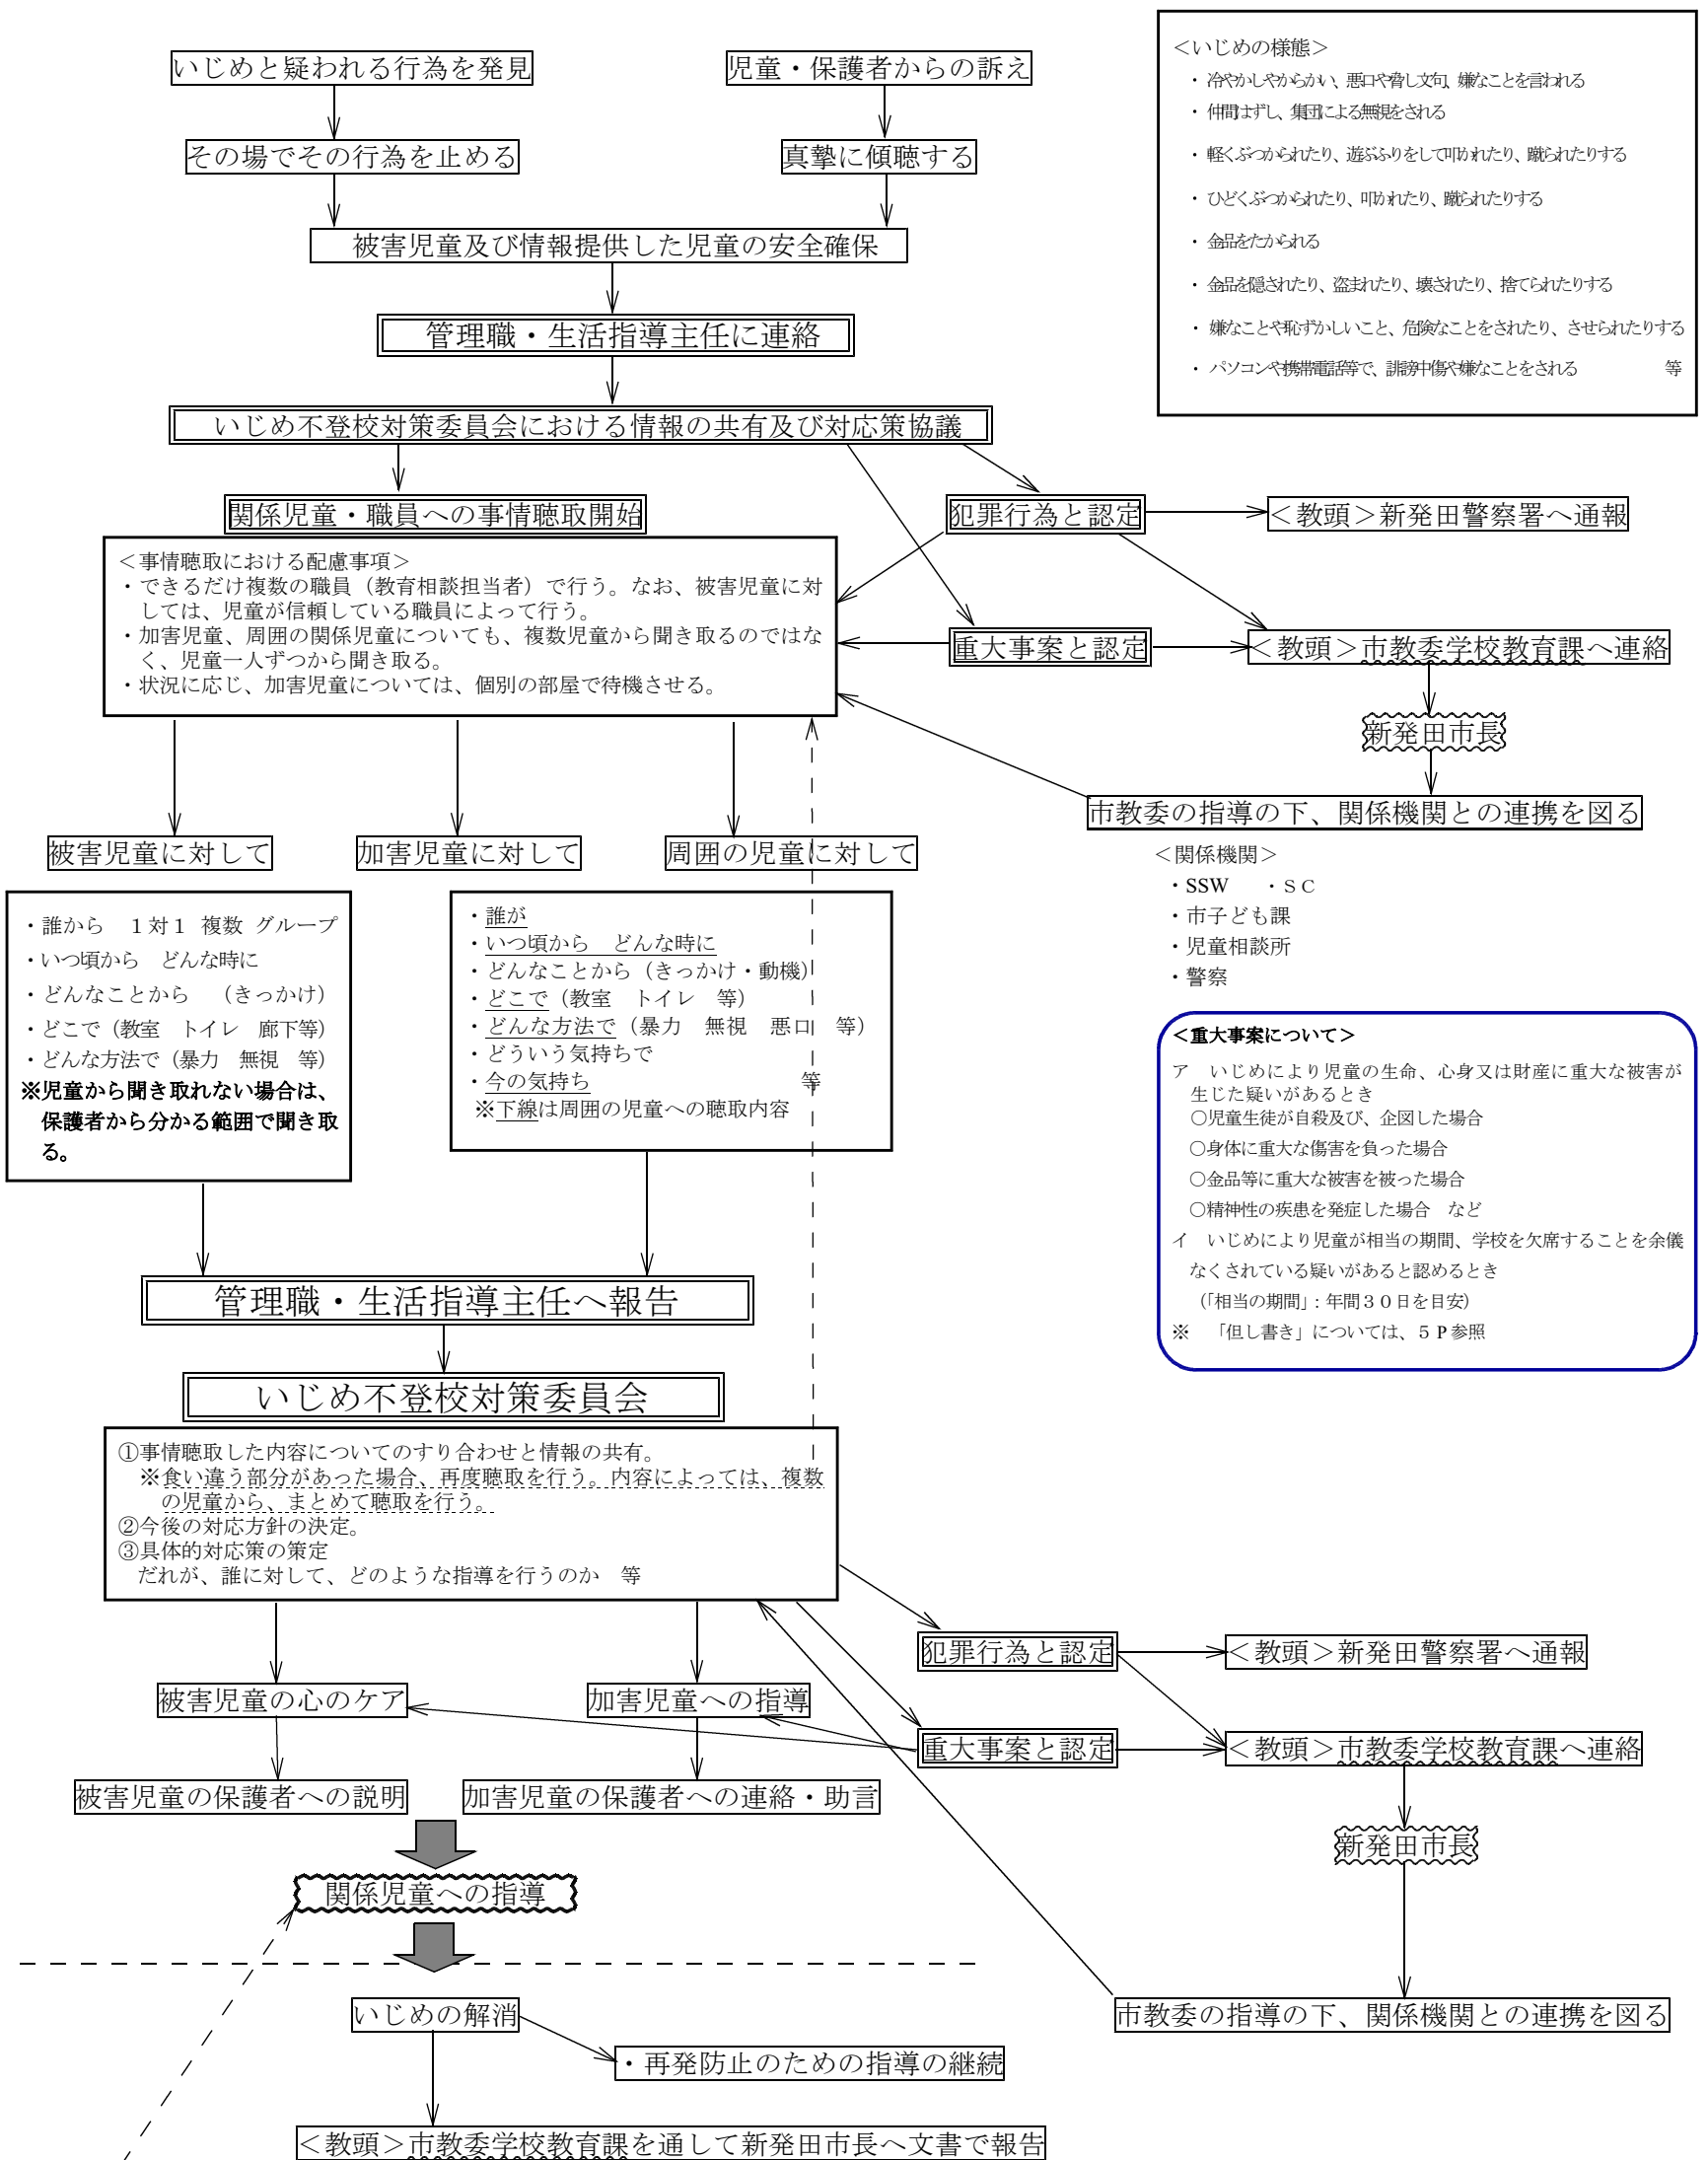 いじめと疑われる行為を発見
児童・保護者からの訴え
その場でその行為を止める
真摯に傾聴する
被害児童及び情報提供した児童の安全確保
管理職・生活指導主任に連絡
いじめ不登校対策委員会における情報の共有及び対応策協議
＜いじめの様態＞
・ 冷やかしやからかい、悪口や脅し文句、嫌なことを言われる
・ 仲間はずし、集団による無視をされる
・ 軽くぶつかられたり、遊ぶふりをして叩かれたり、蹴られたりする
・ ひどくぶつかられたり、叩かれたり、蹴られたりする
・ 金品をたかられる
・ 金品を隠されたり、盗まれたり、壊されたり、捨てられたりする
・ 嫌なことや恥ずかしいこと、危険なことをされたり、させられたりする
・ パソコンや携帯電話等で、誹謗中傷や嫌なことをされる　　　　　等
関係児童・職員への事情聴取開始
犯罪行為と認定
＜教頭＞新発田警察署へ通報
＜事情聴取における配慮事項＞
・できるだけ複数の職員（教育相談担当者）で行う。なお、被害児童に対
しては、児童が信頼している職員によって行う。
・加害児童、周囲の関係児童についても、複数児童から聞き取るのではな
く、児童一人ずつから聞き取る。
・状況に応じ、加害児童については、個別の部屋で待機させる。
重大事案と認定
＜教頭＞市教委学校教育課へ連絡
新発田市長
市教委の指導の下、関係機関との連携を図る
被害児童に対して
加害児童に対して
周囲の児童に対して
＜関係機関＞
・SSW　・ＳＣ
・市子ども課
・児童相談所
・警察
・誰から　１対１ 複数 グループ
・いつ頃から　どんな時に
・どんなことから　（きっかけ）
・どこで（教室　トイレ　廊下等）
・どんな方法で（暴力　無視　等）
※児童から聞き取れない場合は、
保護者から分かる範囲で聞き取
る。
・誰が
・いつ頃から　どんな時に
・どんなことから（きっかけ・動機）
・どこで（教室　トイレ　等）
・どんな方法で（暴力　無視　悪口　等）
・どういう気持ちで
・今の気持ち　　　　　　　　　　等
※下線は周囲の児童への聴取内容
＜重大事案について＞
ア　いじめにより児童の生命、心身又は財産に重大な被害が
生じた疑いがあるとき
○児童生徒が自殺及び、企図した場合
○身体に重大な傷害を負った場合
○金品等に重大な被害を被った場合
○精神性の疾患を発症した場合　など
イ　いじめにより児童が相当の期間、学校を欠席することを余儀
なくされている疑いがあると認めるとき
（「相当の期間」：年間３０日を目安）
※　「但し書き」については、５Ｐ参照
管理職・生活指導主任へ報告
いじめ不登校対策委員会
①事情聴取した内容についてのすり合わせと情報の共有。
※食い違う部分があった場合、再度聴取を行う。内容によっては、複数
の児童から、まとめて聴取を行う。
②今後の対応方針の決定。
③具体的対応策の策定
だれが、誰に対して、どのような指導を行うのか　等
犯罪行為と認定
＜教頭＞新発田警察署へ通報
被害児童の心のケア
加害児童への指導
重大事案と認定
＜教頭＞市教委学校教育課へ連絡
被害児童の保護者への説明
加害児童の保護者への連絡・助言
新発田市長
関係児童への指導
いじめの解消
市教委の指導の下、関係機関との連携を図る
・再発防止のための指導の継続
＜教頭＞市教委学校教育課を通して新発田市長へ文書で報告